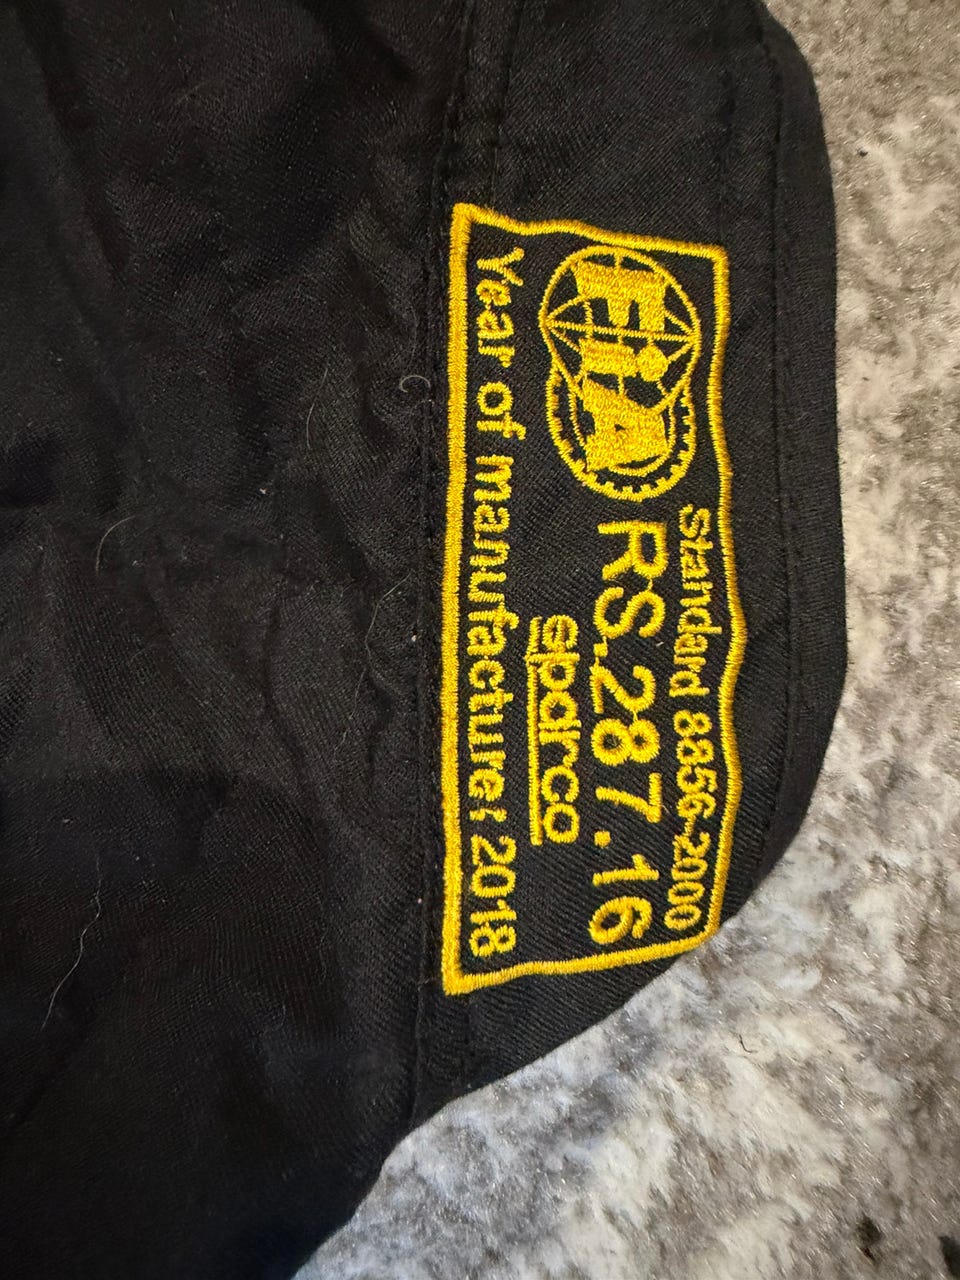 FIA
Standard 8856-2000
RS.287.16
sparco
Year of manufacture: 2018